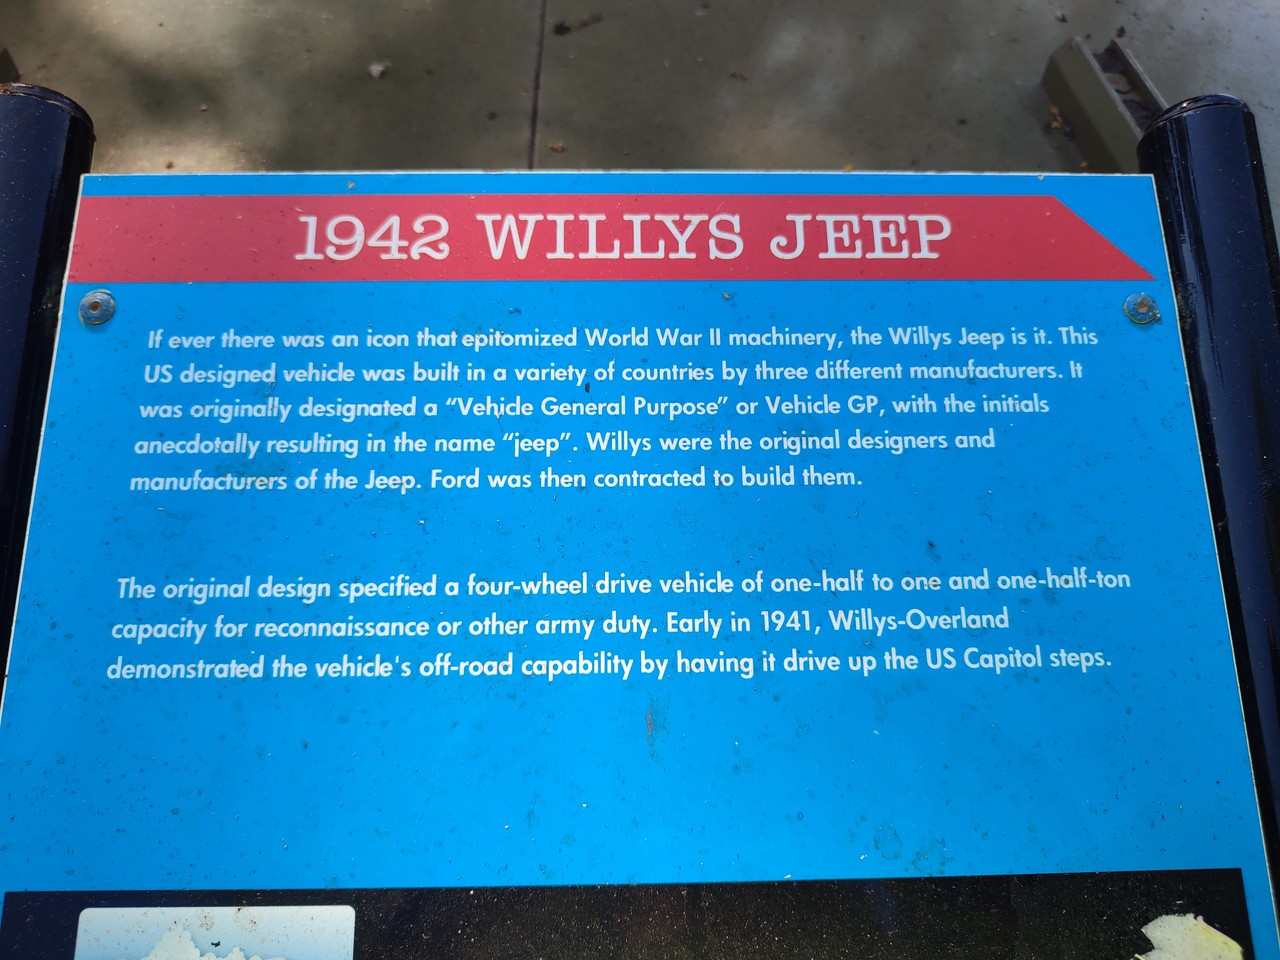 1942 WILLYS JEEP
If ever there was an icon that epitomized World War II machinery, the Willys Jeep is it. This
US designed vehicle was built in a variety of countries by three different manufacturers. It
was originally designated a “Vehicle General Purpose” or Vehicle GP, with the initials
anecdotally resulting in the name “jeep”. Willys were the original designers and
manufacturers of the Jeep. Ford was then contracted to build them.
The original design specified a four-wheel drive vehicle of one-half to one and one-half-ton
capacity for reconnaissance or other army duty. Early in 1941, Willys-Overland
demonstrated the vehicle's off-road capability by having it drive up the US Capitol steps.